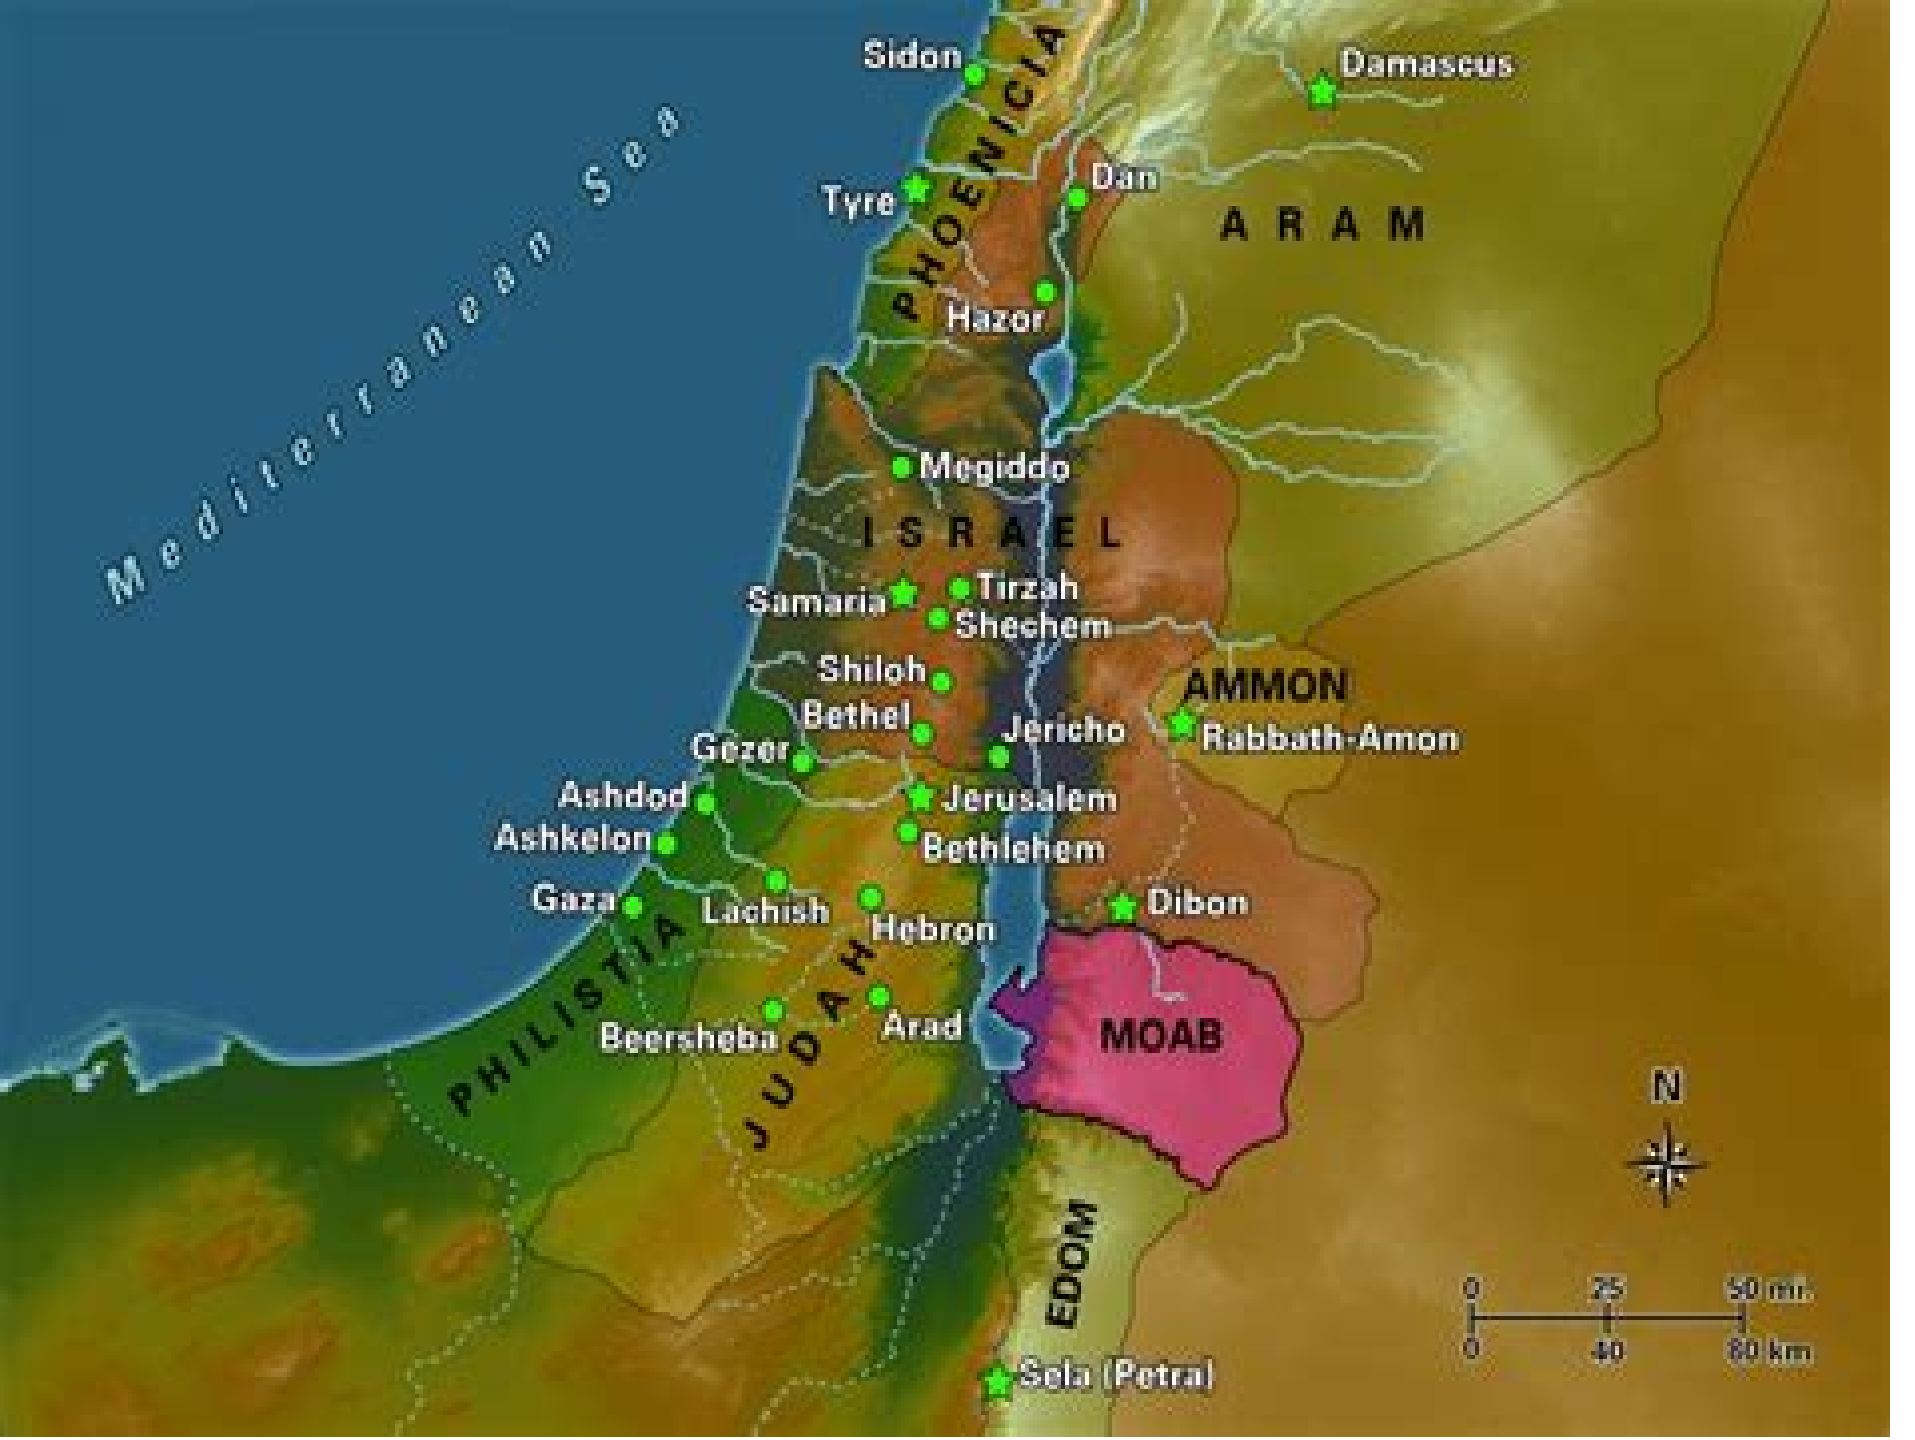 Sidon
PHOENICIA
Damascus
Mediterranean Sea
Tyre
Dan
ARAM
Hazor
Megiddo
ISRAEL
Samaria
Tirzah
Shechem
Shiloh
AMMON
Bethel
Jericho
Rabbath-Amon
Gezer
Ashdod
Jerusalem
Ashkelon
Bethlehem
Gaza
Lachish
Dibon
Hebron
PHILISTIA
JUDAH
Beersheba
Arad
MOAB
N
EDOM
0 25 50 mi.
0 40 80 km
Sela (Petra)